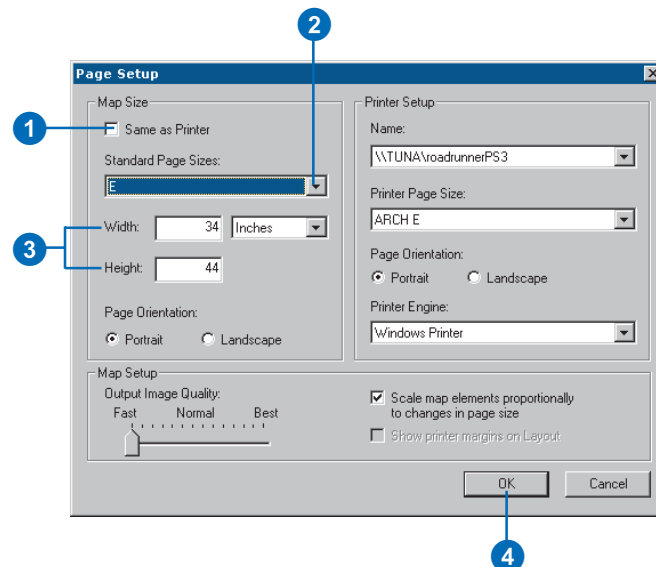 2
Page Setup
Map Size
1
Same as Printer
Standard Page Sizes:
E
3
Width: 34 Inches
Height: 44
Page Orientation:
Portrait Landscape
Printer Setup
Name:
\\TUNA\roadrunnerPS3
Printer Page Size:
ARCH E
Page Orientation:
Portrait Landscape
Printer Engine:
Windows Printer
Map Setup
Output Image Quality:
Fast Normal Best
Scale map elements proportionally
to changes in page size
Show printer margins on Layout
OK Cancel
4